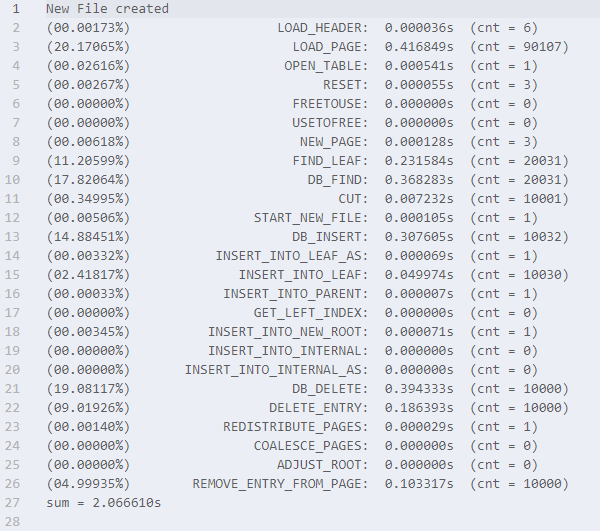 1 New File created
2 (00.00173%) LOAD_HEADER: 0.000036s (cnt = 6)
3 (20.17065%) LOAD_PAGE: 0.416849s (cnt = 90107)
4 (00.02616%) OPEN_TABLE: 0.000541s (cnt = 1)
5 (00.00267%) RESET: 0.000055s (cnt = 3)
6 (00.00000%) FREETOUSE: 0.000000s (cnt = 0)
7 (00.00000%) USETOFREE: 0.000000s (cnt = 0)
8 (00.00618%) NEW_PAGE: 0.000128s (cnt = 3)
9 (11.20599%) FIND_LEAF: 0.231584s (cnt = 20031)
10 (17.82064%) DB_FIND: 0.368283s (cnt = 20031)
11 (00.34995%) CUT: 0.007232s (cnt = 10001)
12 (00.00506%) START_NEW_FILE: 0.000105s (cnt = 1)
13 (14.88451%) DB_INSERT: 0.307605s (cnt = 10032)
14 (00.00332%) INSERT_INTO_LEAF_AS: 0.000069s (cnt = 1)
15 (02.41817%) INSERT_INTO_LEAF: 0.049974s (cnt = 10030)
16 (00.00033%) INSERT_INTO_PARENT: 0.000007s (cnt = 1)
17 (00.00000%) GET_LEFT_INDEX: 0.000000s (cnt = 0)
18 (00.00345%) INSERT_INTO_NEW_ROOT: 0.000071s (cnt = 1)
19 (00.00000%) INSERT_INTO_INTERNAL: 0.000000s (cnt = 0)
20 (00.00000%) INSERT_INTO_INTERNAL_AS: 0.000000s (cnt = 0)
21 (19.08117%) DB_DELETE: 0.394333s (cnt = 10000)
22 (09.01926%) DELETE_ENTRY: 0.186393s (cnt = 10000)
23 (00.00140%) REDISTRIBUTE_PAGES: 0.000029s (cnt = 1)
24 (00.00000%) COALESCE_PAGES: 0.000000s (cnt = 0)
25 (00.00000%) ADJUST_ROOT: 0.000000s (cnt = 0)
26 (04.99935%) REMOVE_ENTRY_FROM_PAGE: 0.103317s (cnt = 10000)
27 sum = 2.066610s
28